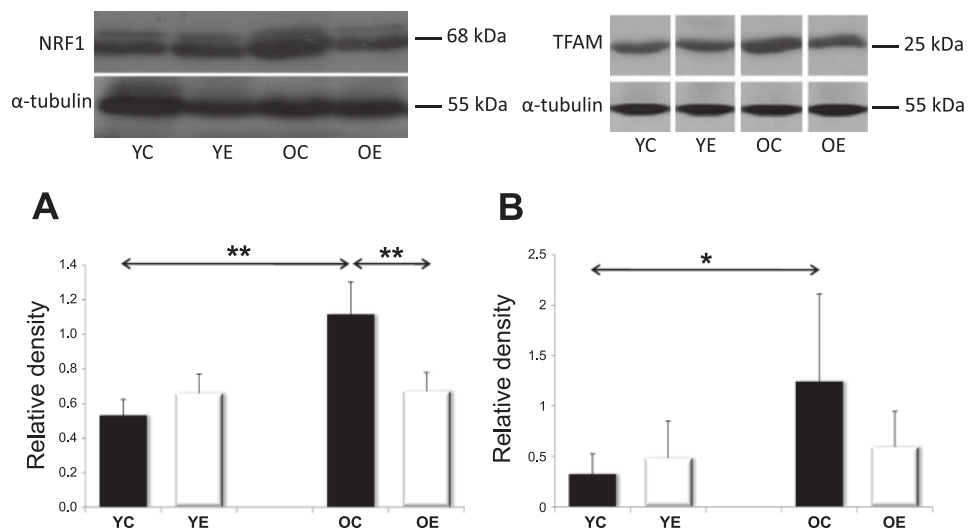 NRF1 68 kDa
α-tubulin 55 kDa
YC YE OC OE
TFAM 25 kDa
α-tubulin 55 kDa
YC YE OC OE
A
** **
Relative density
1.4
1.2
1.0
0.8
0.6
0.4
0.2
0.0
YC YE OC OE
B
*
Relative density
2.5
2
1.5
1
0.5
0
YC YE OC OE